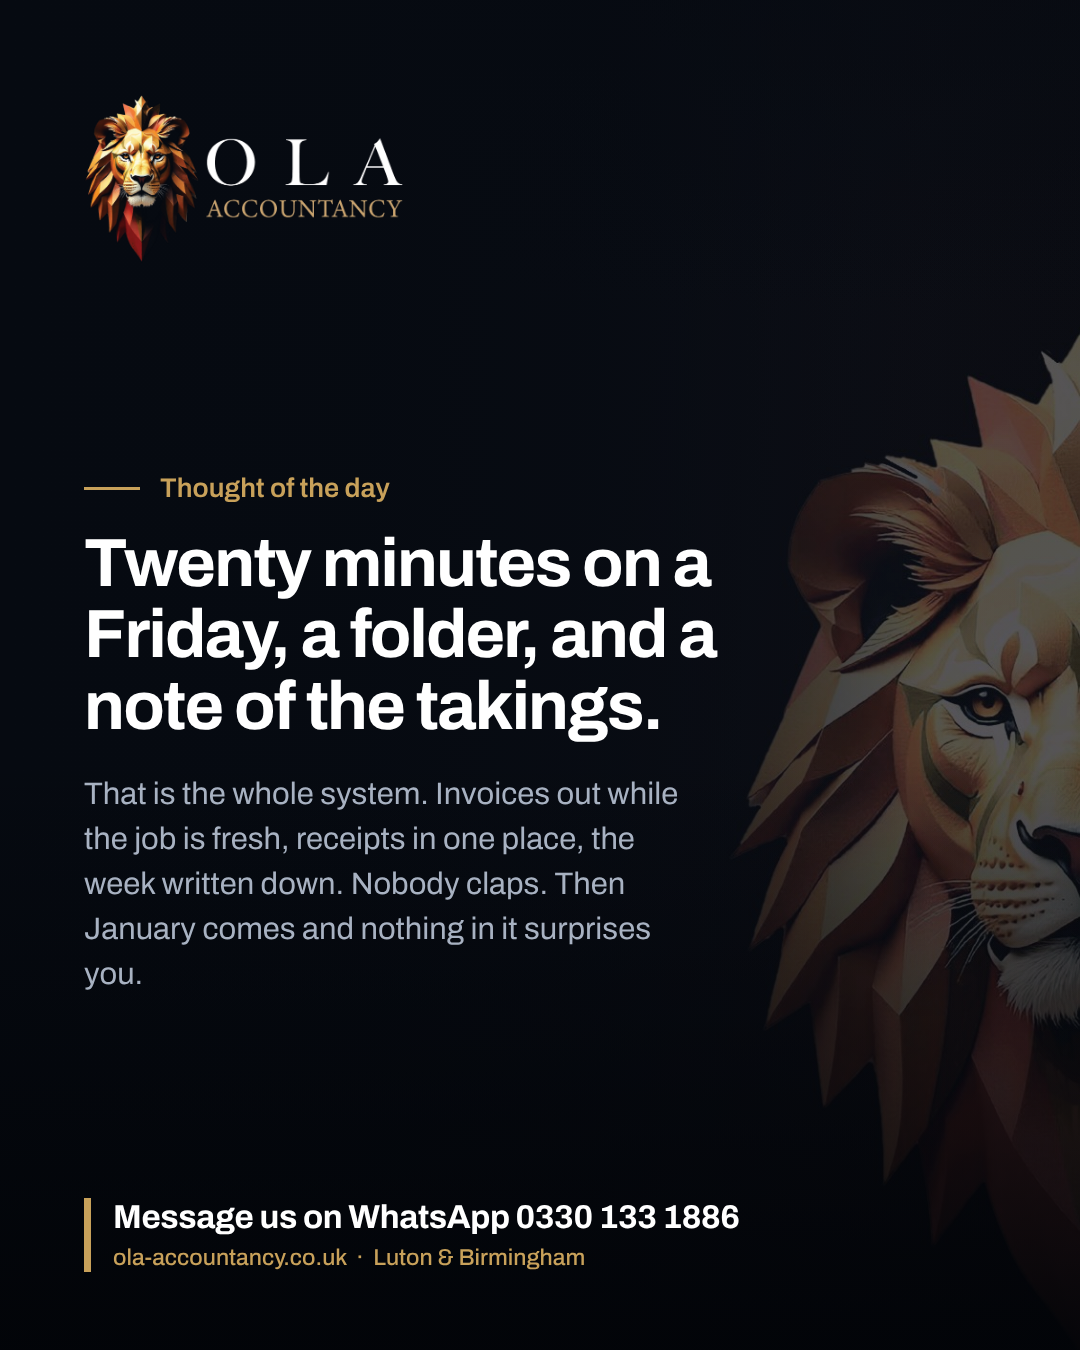 OLA
ACCOUNTANCY
Thought of the day
Twenty minutes on a
Friday, a folder, and a
note of the takings.
That is the whole system. Invoices out while
the job is fresh, receipts in one place, the
week written down. Nobody claps. Then
January comes and nothing in it surprises
you.
Message us on WhatsApp 0330 133 1886
ola-accountancy.co.uk · Luton & Birmingham